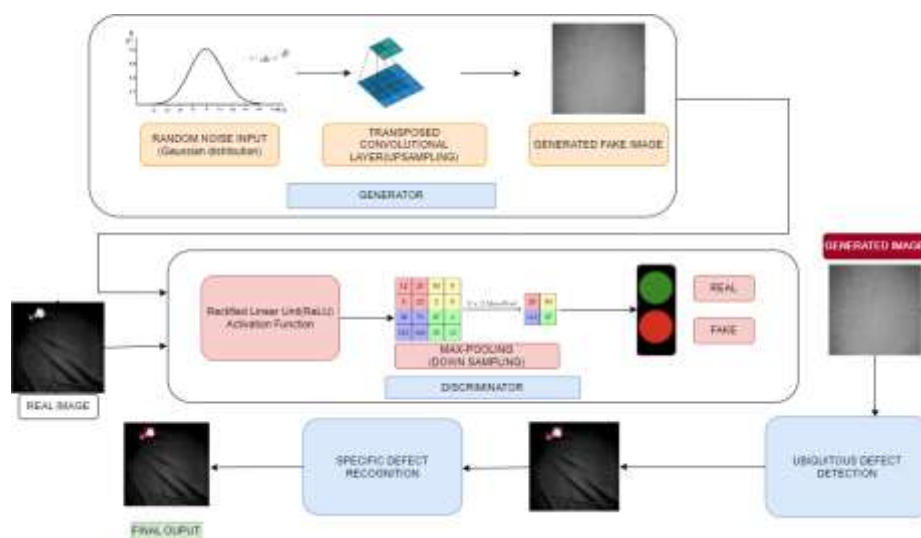 RANDOM NOISE INPUT
(Gaussian distribution)
TRANSPOSED
CONVOLUTIONAL
LAYER(UPSAMPLING)
GENERATED FAKE IMAGE
GENERATOR
GENERATED IMAGE
Rectified Linear Unit(ReLU)
Activation Function
MAX-POOLING
(DOWN SAMPLING)
REAL
FAKE
DISCRIMINATOR
REAL IMAGE
SPECIFIC DEFECT
RECOGNITION
UBIQUITOUS DEFECT
DETECTION
FINAL OUPUT